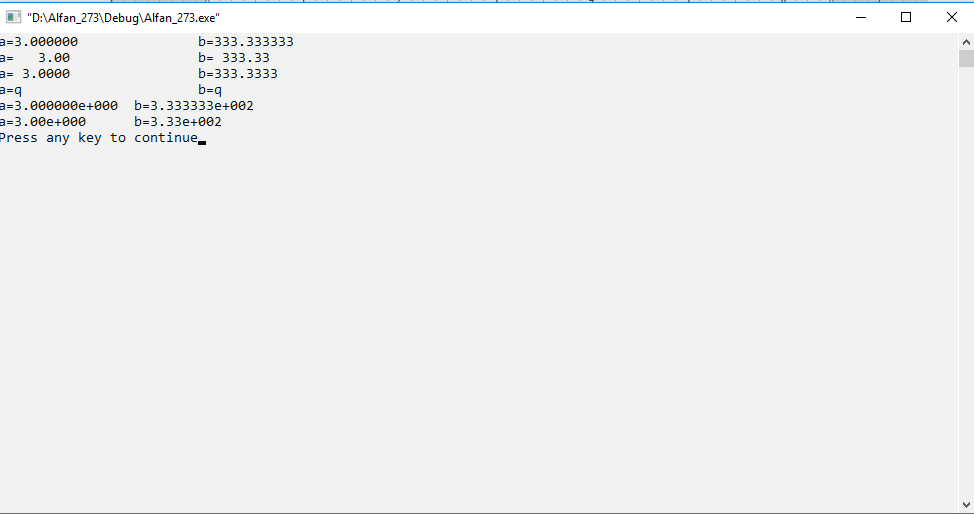 "D:\Alfan_273\Debug\Alfan_273.exe"
a=3.000000               b=333.333333
a=   3.00                b= 333.33
a= 3.0000                b=333.3333
a=q                      b=q
a=3.000000e+000  b=3.333333e+002
a=3.00e+000      b=3.33e+002
Press any key to continue